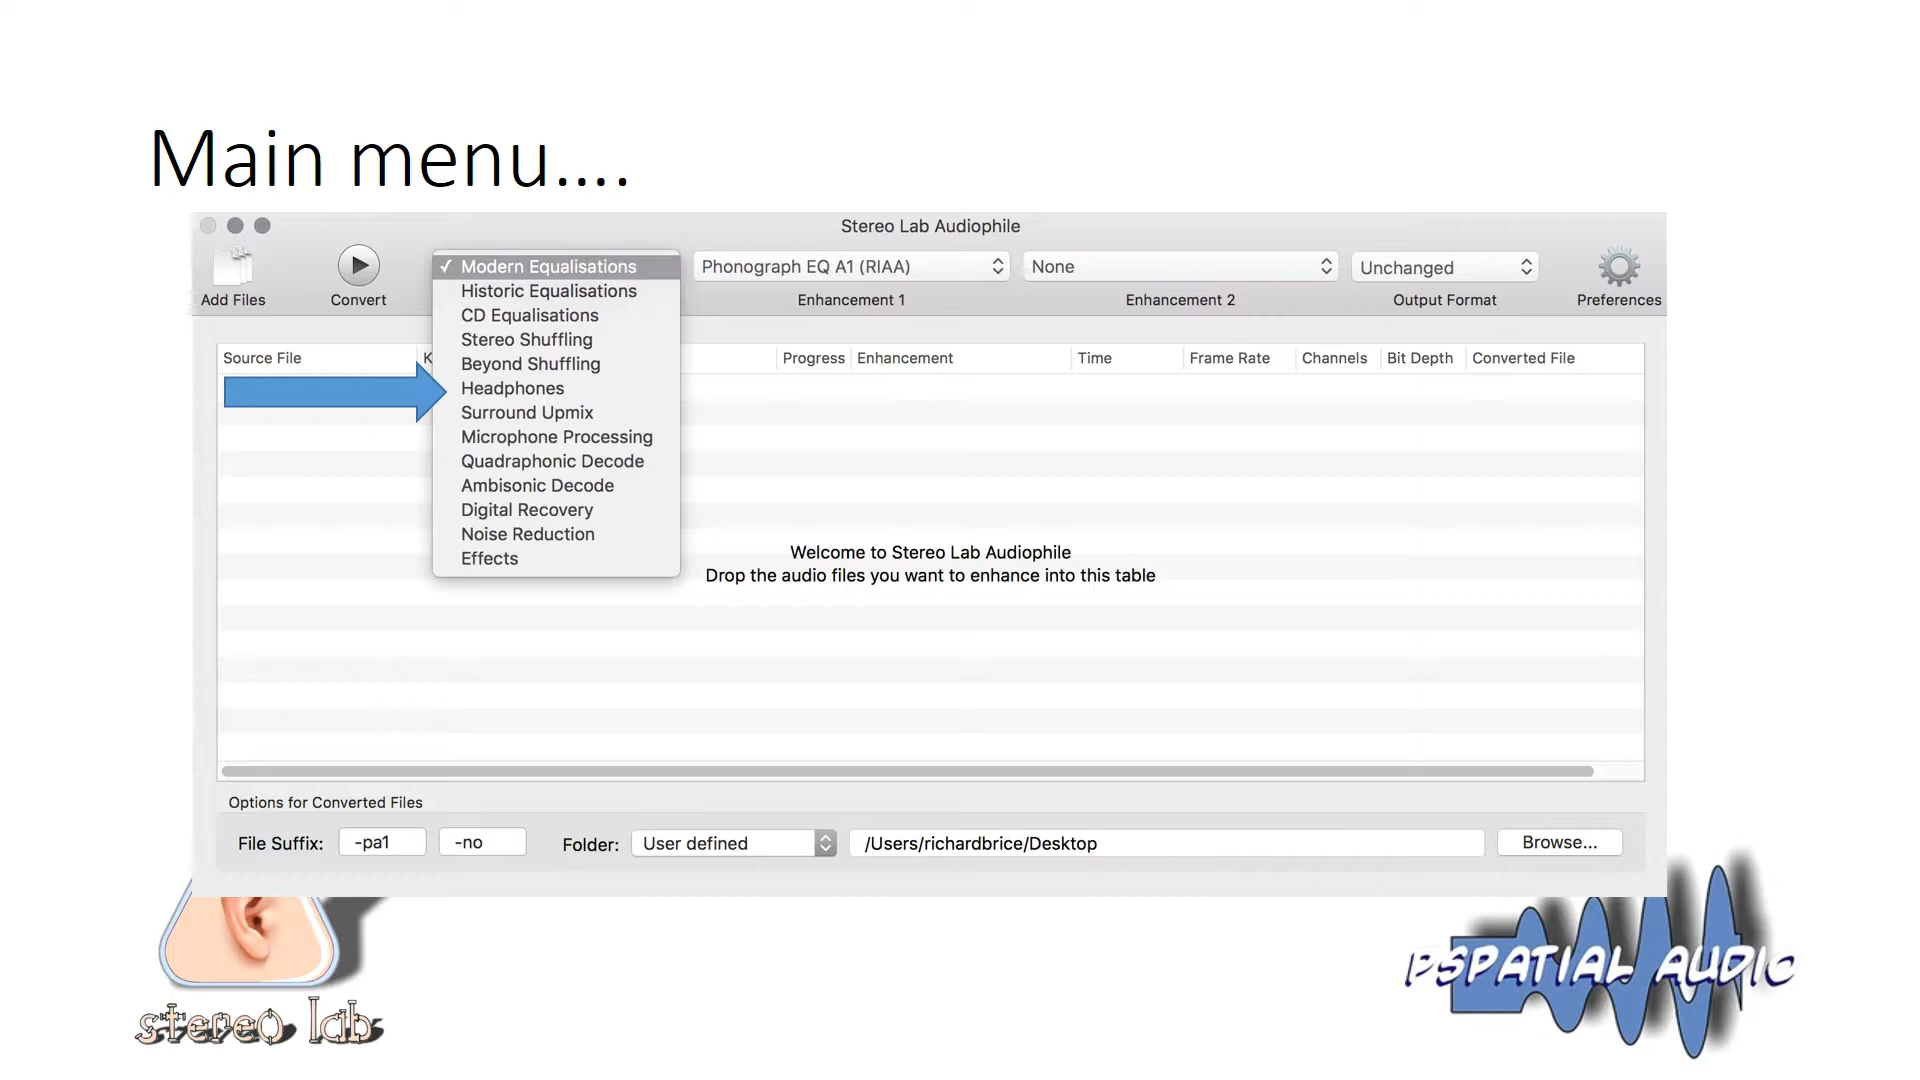 Main menu....
Stereo Lab Audiophile
Add Files
Convert
✓ Modern Equalisations
Historic Equalisations
CD Equalisations
Stereo Shuffling
Beyond Shuffling
Headphones
Surround Upmix
Microphone Processing
Quadraphonic Decode
Ambisonic Decode
Digital Recovery
Noise Reduction
Effects
Phonograph EQ A1 (RIAA)
Enhancement 1
None
Enhancement 2
Unchanged
Output Format
Preferences
Source File K Progress Enhancement Time Frame Rate Channels Bit Depth Converted File
Welcome to Stereo Lab Audiophile
Drop the audio files you want to enhance into this table
Options for Converted Files
File Suffix: -pa1 -no Folder: User defined /Users/richardbrice/Desktop Browse...
stereo lab
PSPATIAL AUDIO